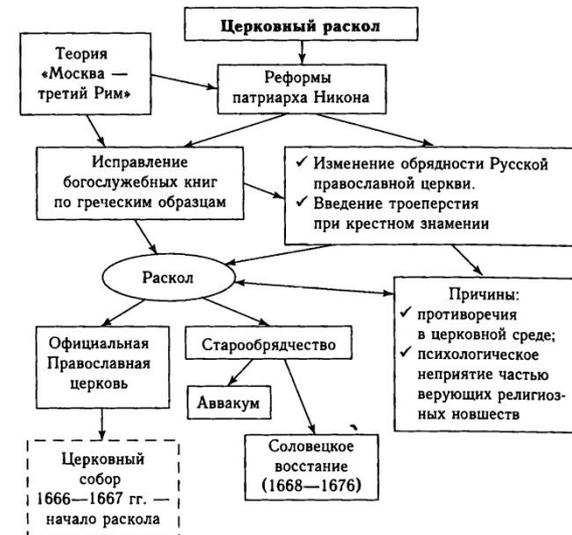 Церковный раскол
Теория
«Москва —
третий Рим»
Реформы
патриарха Никона
Исправление
богослужебных книг
по греческим образцам
✓ Изменение обрядности Русской
православной церкви.
✓ Введение троеперстия
при крестном знамении
Раскол
Причины:
✓ противоречия
в церковной среде;
✓ психологическое
неприятие частью
верующих религиоз-
ных новшеств
Официальная
Православная
церковь
Старообрядчество
Аввакум
Соловецкое
восстание
(1668—1676)
Церковный
собор
1666—1667 гг. —
начало раскола